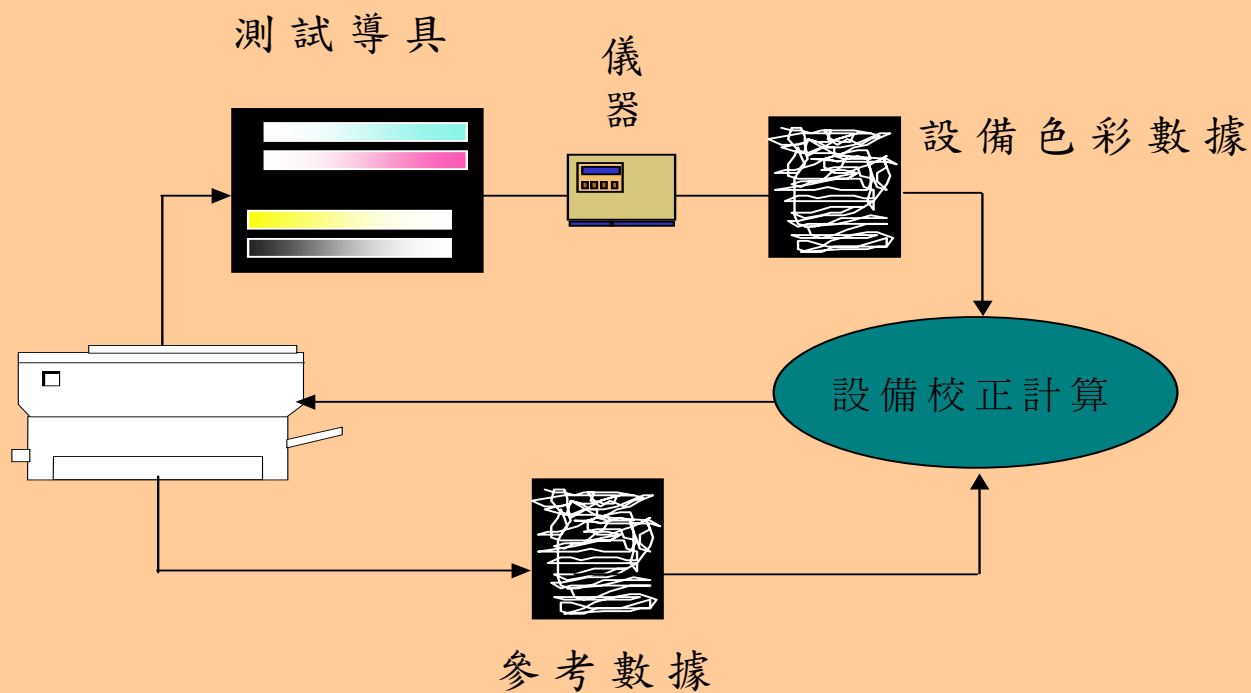 測試導具
儀
器
設備色彩數據
設備校正計算
參考數據